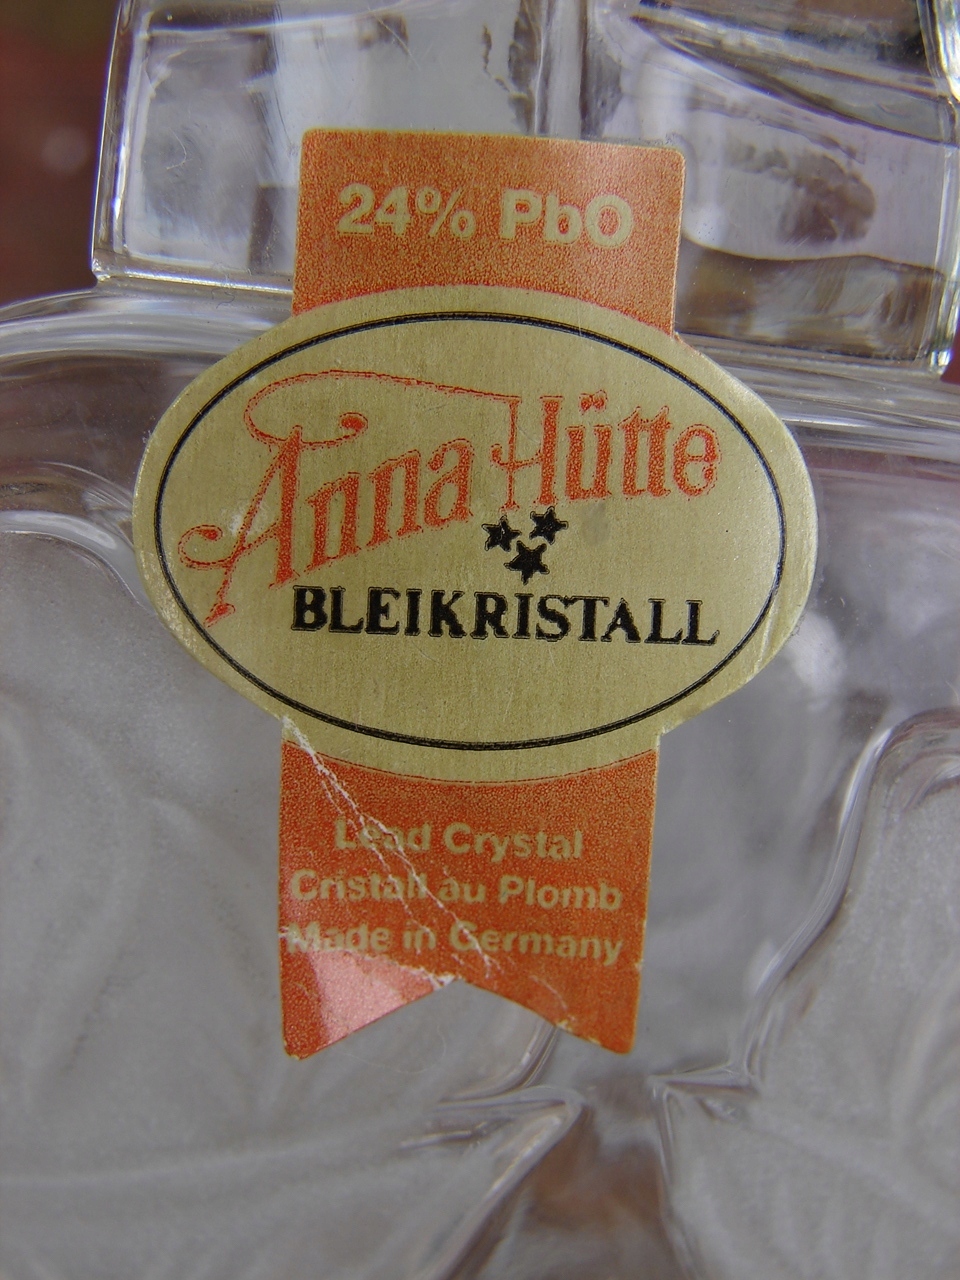 24% PbO
Anna Hütte
BLEIKRISTALL
Lead Crystal
Cristall au Plomb
Made in Germany